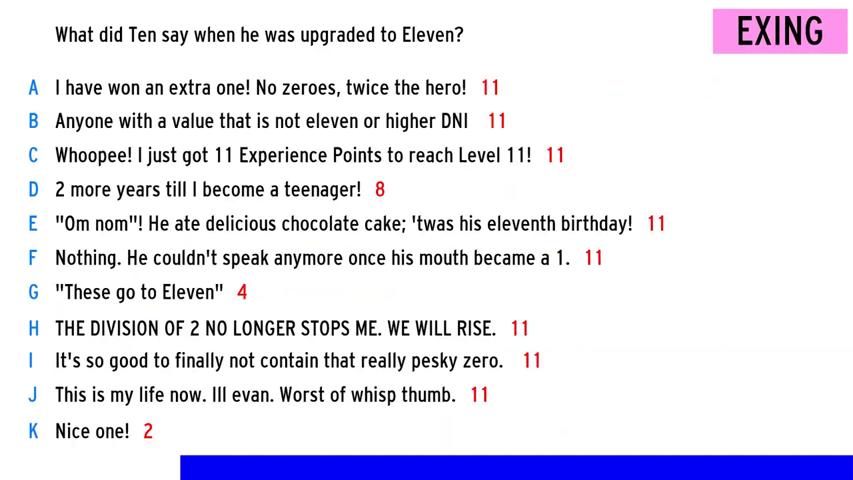 What did Ten say when he was upgraded to Eleven?
EXING
A I have won an extra one! No zeroes, twice the hero! 11
B Anyone with a value that is not eleven or higher DNI 11
C Whoopee! I just got 11 Experience Points to reach Level 11! 11
D 2 more years till I become a teenager! 8
E "Om nom"! He ate delicious chocolate cake; 'twas his eleventh birthday! 11
F Nothing. He couldn't speak anymore once his mouth became a 1. 11
G "These go to Eleven" 4
H THE DIVISION OF 2 NO LONGER STOPS ME. WE WILL RISE. 11
I It's so good to finally not contain that really pesky zero. 11
J This is my life now. Ill evan. Worst of whisp thumb. 11
K Nice one! 2